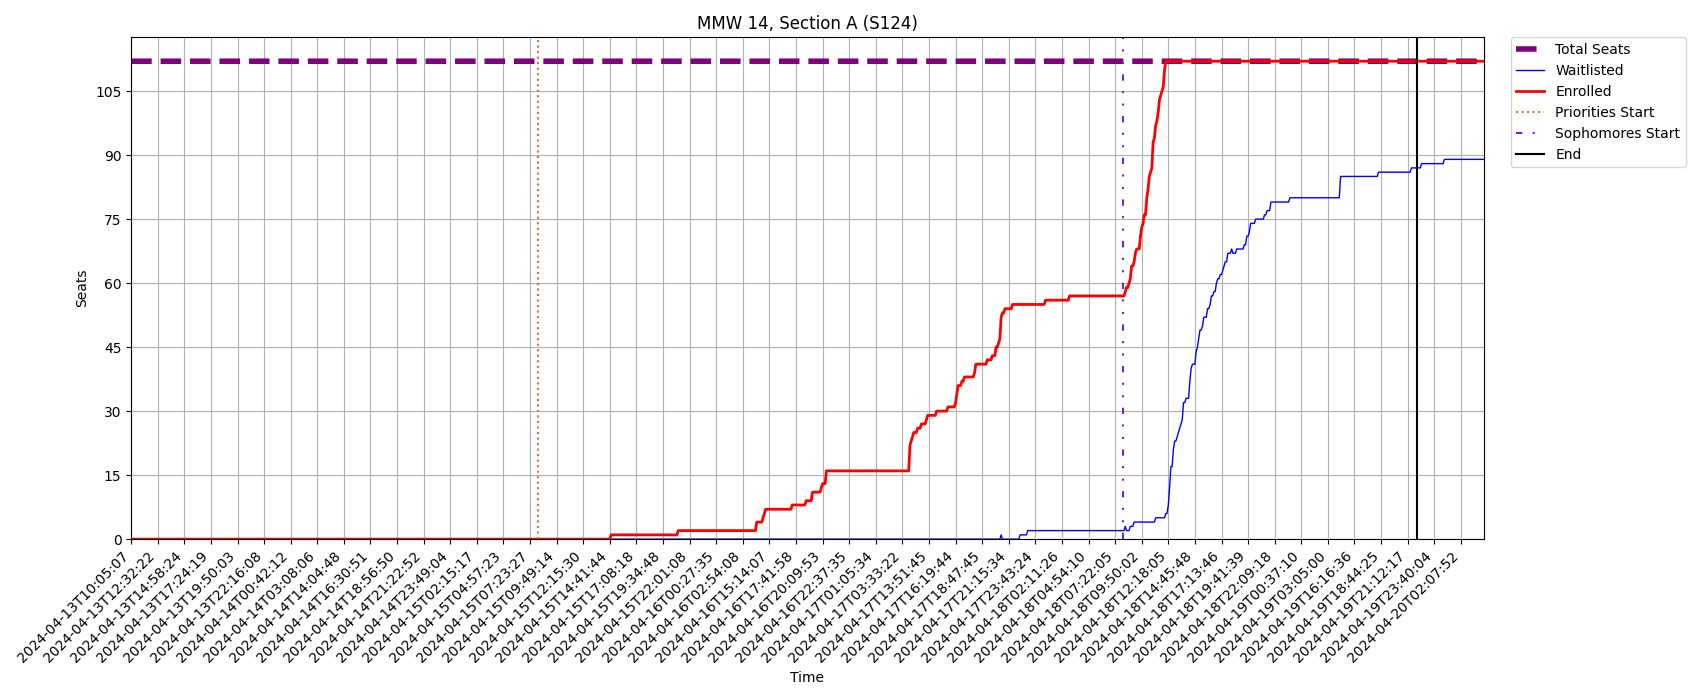 MMW 14, Section A (S124)
Total Seats
Waitlisted
Enrolled
Priorities Start
Sophomores Start
End
Seats
105
90
75
60
45
30
15
0
2024-04-13T10:05:07
2024-04-13T12:32:22
2024-04-13T14:58:24
2024-04-13T17:24:19
2024-04-13T19:50:03
2024-04-13T22:16:08
2024-04-14T00:42:12
2024-04-14T03:08:06
2024-04-14T14:04:48
2024-04-14T16:30:51
2024-04-14T18:56:50
2024-04-14T21:22:52
2024-04-14T23:49:04
2024-04-15T02:15:17
2024-04-15T04:57:23
2024-04-15T07:23:27
2024-04-15T09:49:14
2024-04-15T12:15:30
2024-04-15T14:41:44
2024-04-15T17:08:18
2024-04-15T19:34:48
2024-04-15T22:01:08
2024-04-16T00:27:35
2024-04-16T02:54:08
2024-04-16T15:14:07
2024-04-16T17:41:58
2024-04-16T20:09:53
2024-04-16T22:37:35
2024-04-17T01:05:34
2024-04-17T03:33:22
2024-04-17T13:51:45
2024-04-17T16:19:44
2024-04-17T18:47:45
2024-04-17T21:15:34
2024-04-17T23:43:24
2024-04-18T02:11:26
2024-04-18T04:54:10
2024-04-18T07:22:05
2024-04-18T09:50:02
2024-04-18T12:18:05
2024-04-18T14:45:48
2024-04-18T17:13:46
2024-04-18T19:41:39
2024-04-18T22:09:18
2024-04-19T00:37:10
2024-04-19T03:05:00
2024-04-19T16:16:36
2024-04-19T18:44:25
2024-04-19T21:12:17
2024-04-19T23:40:04
2024-04-20T02:07:52
Time